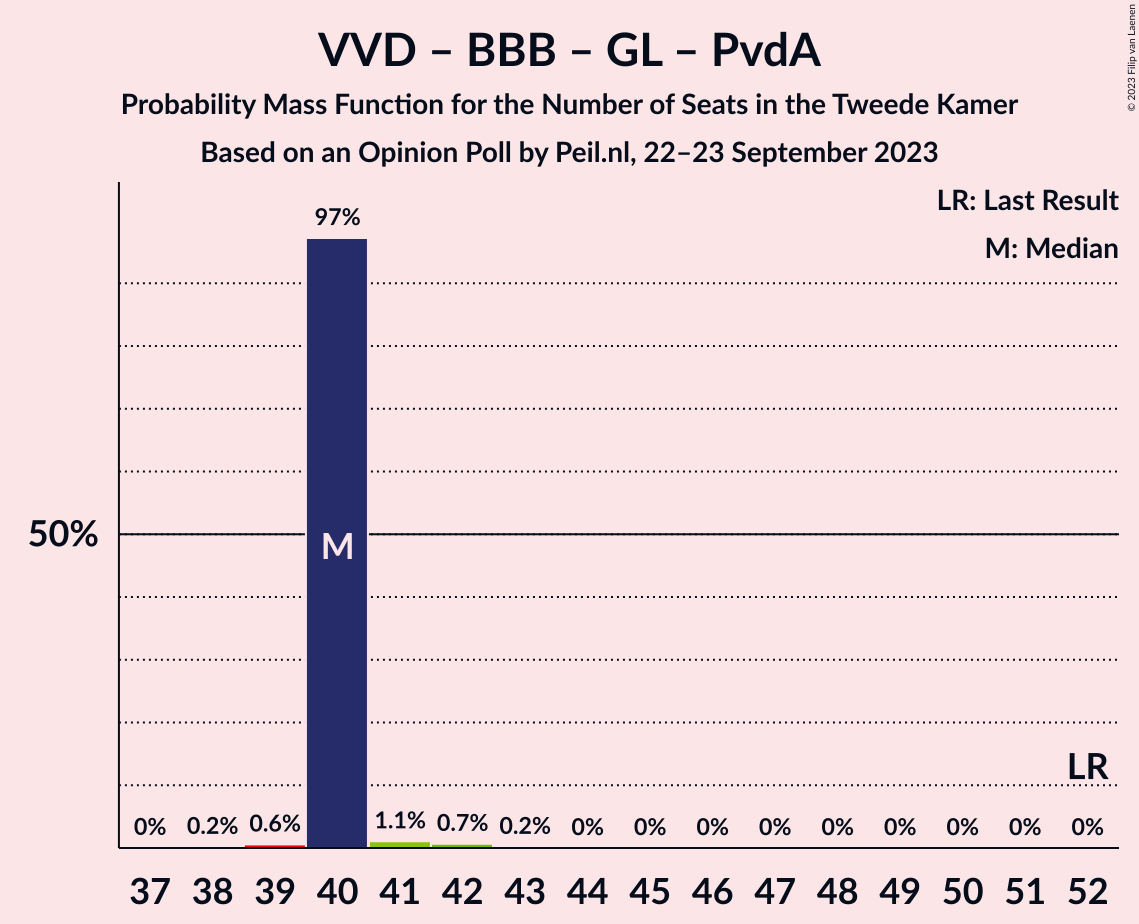 VVD – BBB – GL – PvdA
Probability Mass Function for the Number of Seats in the Tweede Kamer
Based on an Opinion Poll by Peil.nl, 22–23 September 2023
© 2023 Filip van Laenen
LR: Last Result
M: Median
97%
50%
M
LR
0% 0.2% 0.6% 1.1% 0.7% 0.2% 0% 0% 0% 0% 0% 0% 0% 0% 0%
37 38 39 40 41 42 43 44 45 46 47 48 49 50 51 52